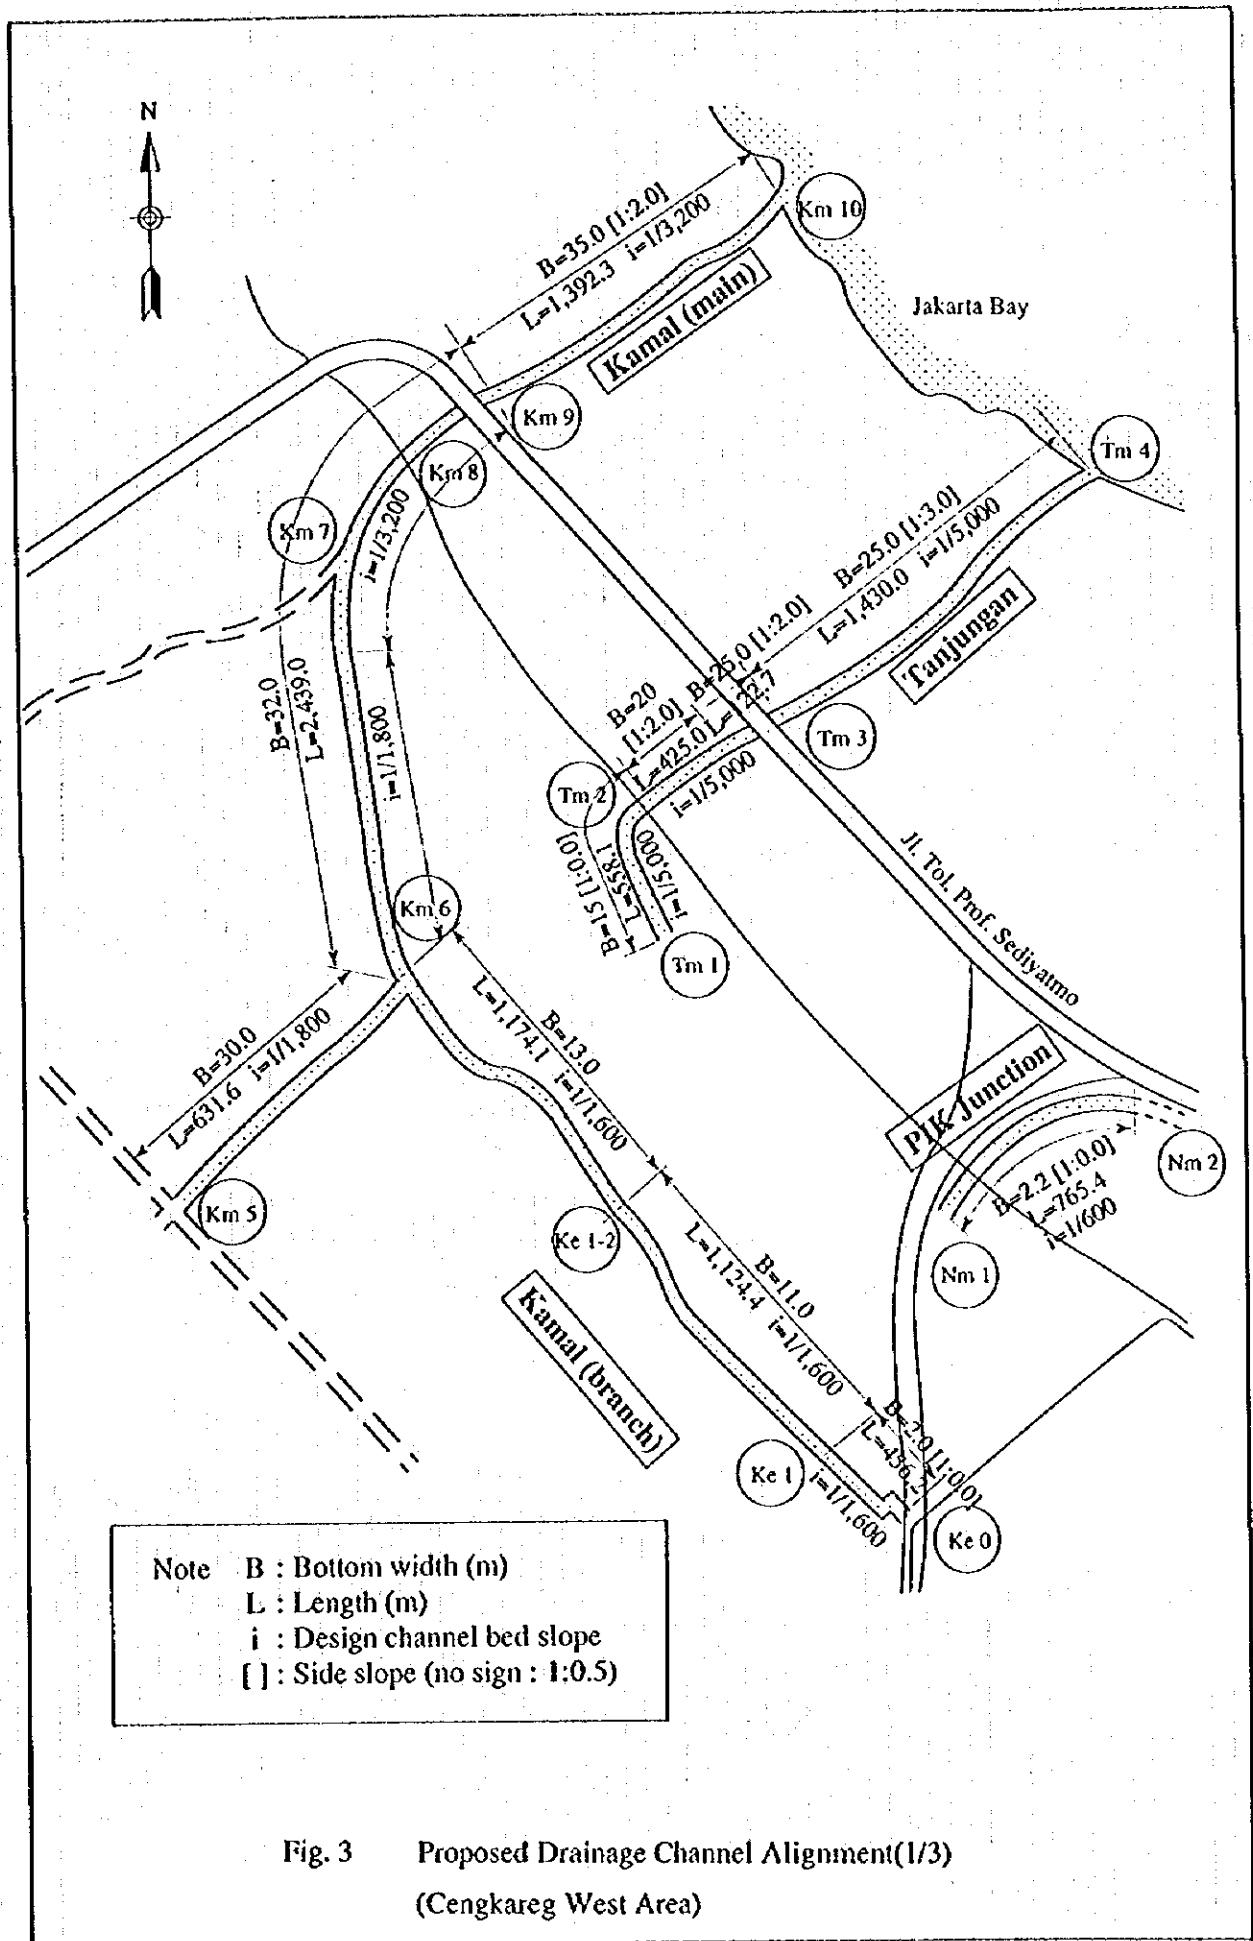 N
Km 10
B=35.0 [1:2.0]
L=1,392.3 i=1/3,200
Kamal (main)
Jakarta Bay
Km 9
Km 8
Km 7
i=1/3,200
Tm 4
B=25.0 [1:3.0]
L=1,430.0 i=1/5,000
Tanjungan
B=32.0
L=2,439.0
i=1/1,800
B=25.0 [1:2.0]
L=122.7
B=20
[1:2.0]
L=425.0
i=1/5,000
Tm 3
Tm 2
B=15 [1:0.0]
L=558.1
i=1/5,000
Tm 1
Jl. Tol. Prof. Sediyatmo
Km 6
B=30.0
L=631.6 i=1/1,800
B=13.0
L=1,174.1 i=1/1,600
PIK Junction
Nm 2
B=2.2 [1:0.0]
L=765.4
i=1/600
Km 5
Ke 1-2
Nm 1
B=11.0
L=1,124.4 i=1/1,600
Kamal (branch)
B=2.0 [1:0.0]
Ke 1
i=1/1,600
Ke 0
Note B : Bottom width (m)
L : Length (m)
i : Design channel bed slope
[ ] : Side slope (no sign : 1:0.5)
Fig. 3 Proposed Drainage Channel Alignment(1/3)
(Cengkareg West Area)